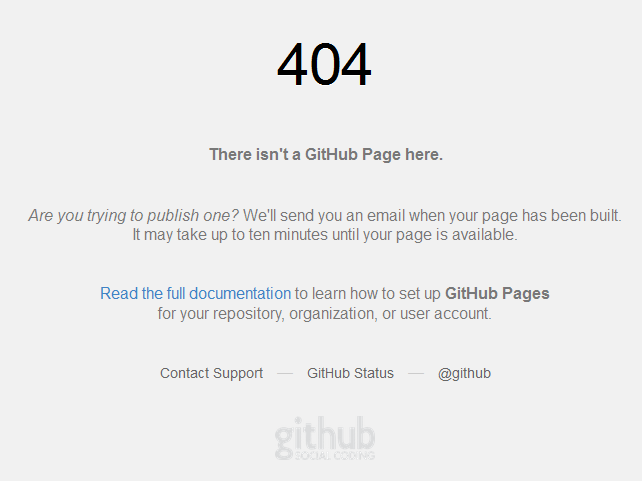 404
There isn't a GitHub Page here.
Are you trying to publish one? We'll send you an email when your page has been built.
It may take up to ten minutes until your page is available.
Read the full documentation to learn how to set up GitHub Pages
for your repository, organization, or user account.
Contact Support — GitHub Status — @github
github
SOCIAL CODING